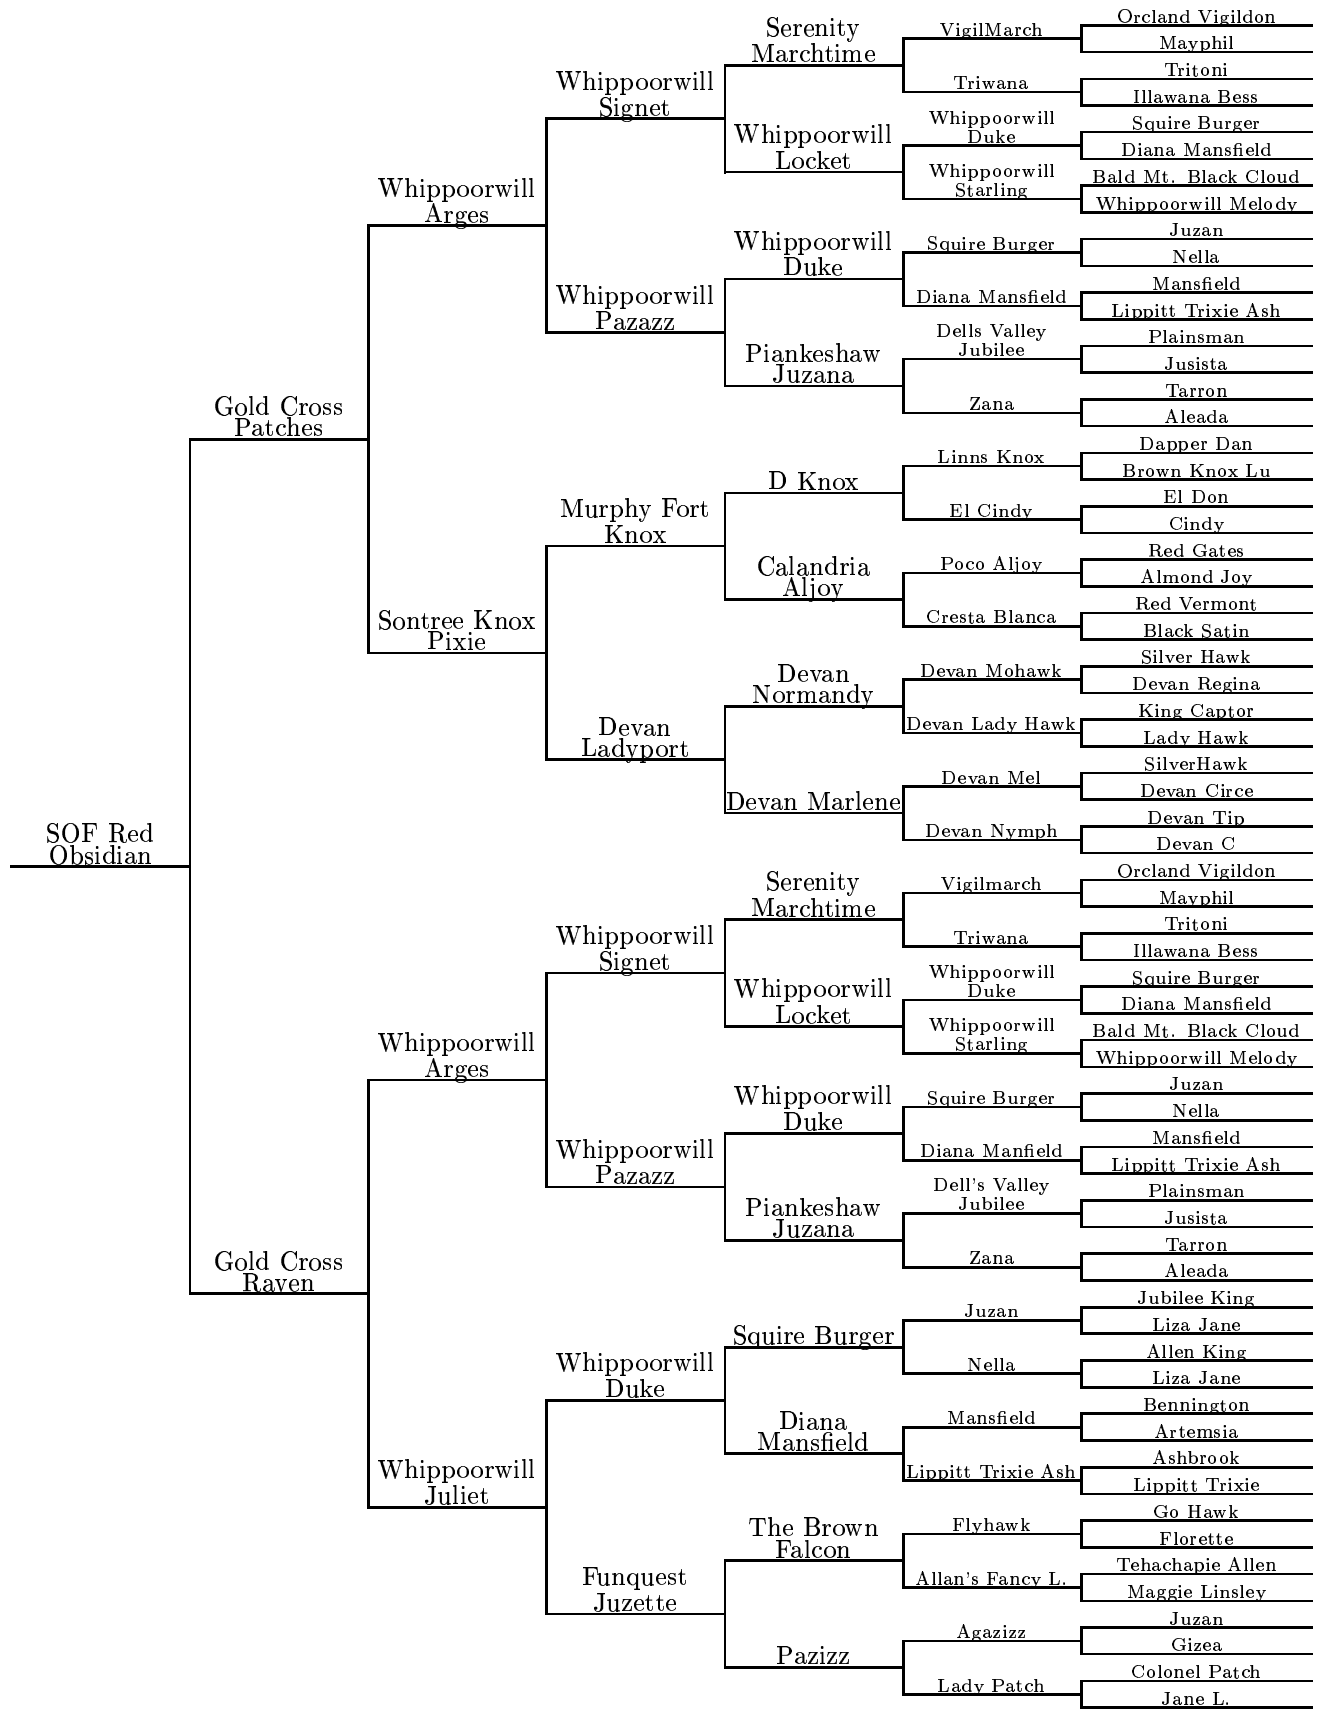 Orcland Vigildon
Serenity
Marchtime
VigilMarch
Mayphil
Tritoni
Whippoorwill
Signet
Triwana
Illawana Bess
Squire Burger
Whippoorwill
Locket
Whippoorwill
Duke
Diana Mansfield
Bald Mt. Black Cloud
Whippoorwill
Starling
Whippoorwill Melody
Whippoorwill
Arges
Juzan
Whippoorwill
Duke
Squire Burger
Nella
Mansfield
Whippoorwill
Pazazz
Diana Mansfield
Lippitt Trixie Ash
Plainsman
Piankeshaw
Juzana
Dells Valley
Jubilee
Jusista
Tarron
Zana
Aleada
Gold Cross
Patches
Dapper Dan
D Knox
Linns Knox
Brown Knox Lu
El Don
Murphy Fort
Knox
El Cindy
Cindy
Red Gates
Calandria
Aljoy
Poco Aljoy
Almond Joy
Red Vermont
Cresta Blanca
Black Satin
Sontree Knox
Pixie
Silver Hawk
Devan
Normandy
Devan Mohawk
Devan Regina
King Captor
Devan
Ladyport
Devan Lady Hawk
Lady Hawk
SilverHawk
Devan Marlene
Devan Mel
Devan Circe
Devan Tip
Devan Nymph
Devan C
SOF Red
Obsidian
Orcland Vigildon
Serenity
Marchtime
Vigilmarch
Mayphil
Tritoni
Whippoorwill
Signet
Triwana
Illawana Bess
Squire Burger
Whippoorwill
Locket
Whippoorwill
Duke
Diana Mansfield
Bald Mt. Black Cloud
Whippoorwill
Starling
Whippoorwill Melody
Whippoorwill
Arges
Juzan
Whippoorwill
Duke
Squire Burger
Nella
Mansfield
Whippoorwill
Pazazz
Diana Manfield
Lippitt Trixie Ash
Plainsman
Piankeshaw
Juzana
Dell's Valley
Jubilee
Jusista
Tarron
Zana
Aleada
Gold Cross
Raven
Jubilee King
Squire Burger
Juzan
Liza Jane
Allen King
Whippoorwill
Duke
Nella
Liza Jane
Bennington
Diana
Mansfield
Mansfield
Artemsia
Ashbrook
Lippitt Trixie Ash
Lippitt Trixie
Whippoorwill
Juliet
Go Hawk
The Brown
Falcon
Flyhawk
Florette
Tehachapie Allen
Funquest
Juzette
Allan's Fancy L.
Maggie Linsley
Juzan
Pazizz
Agazizz
Gizea
Colonel Patch
Lady Patch
Jane L.